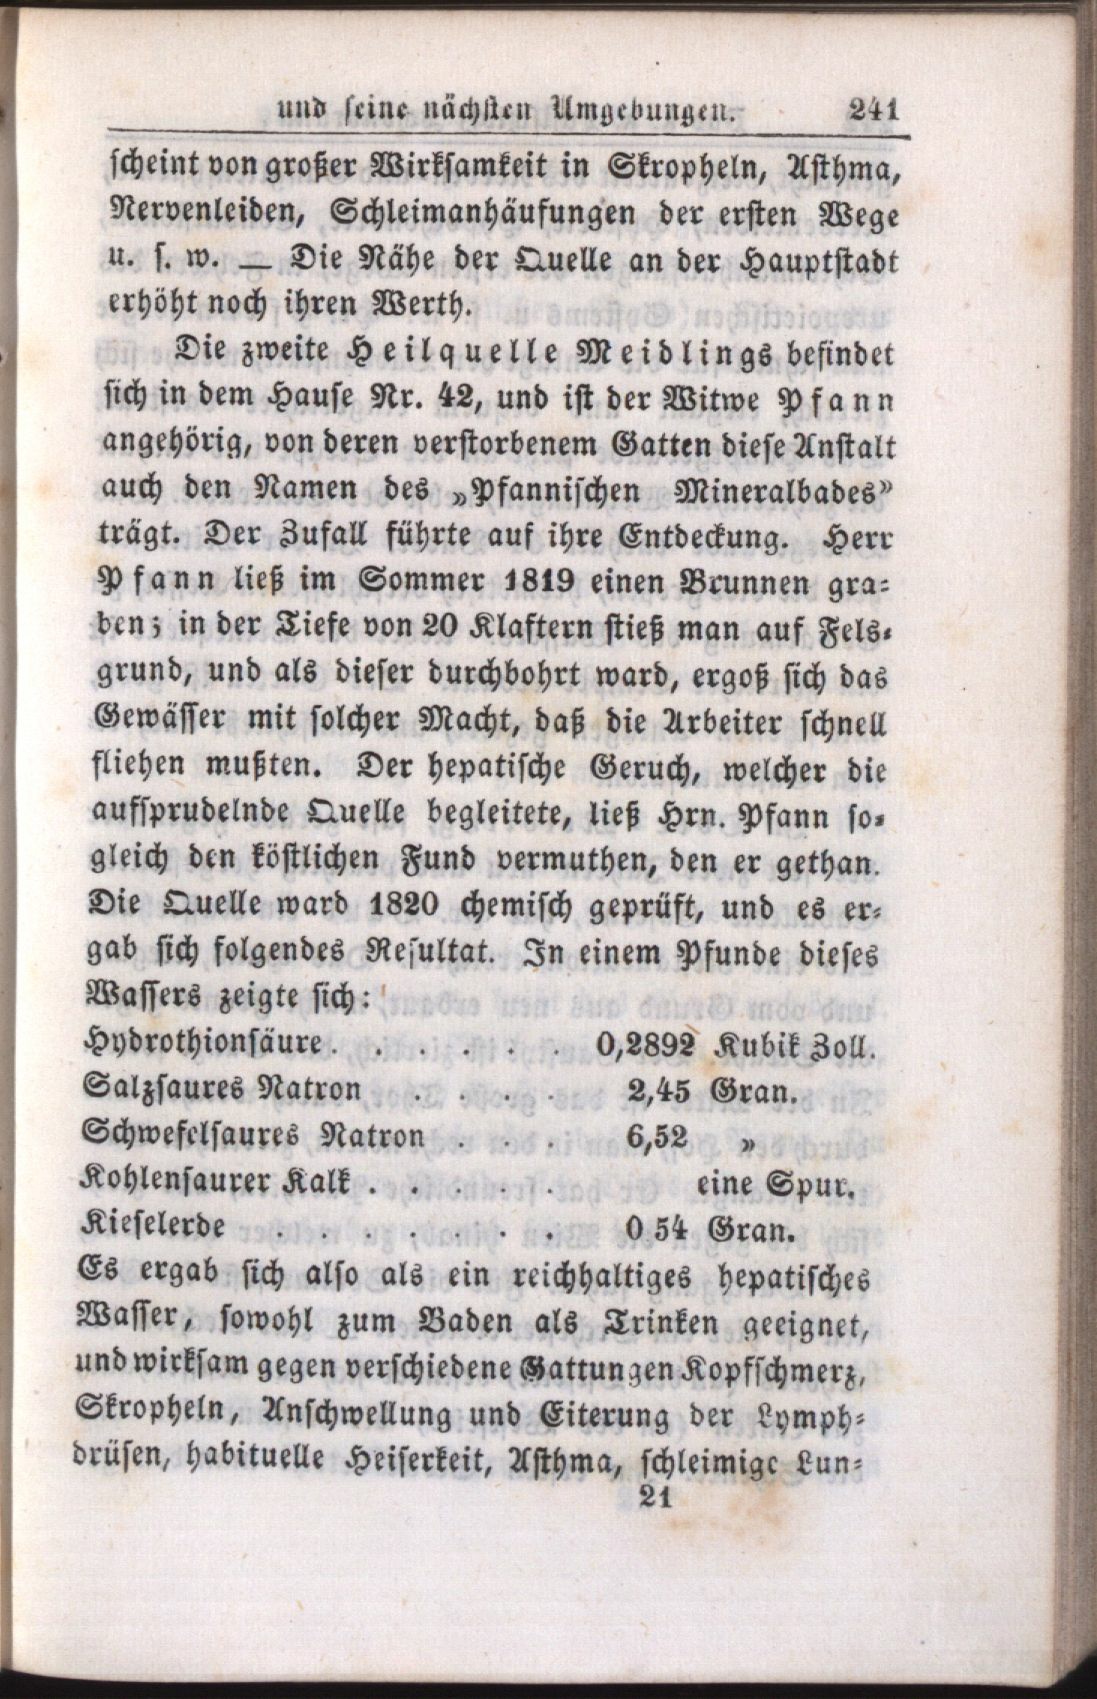 und seine nächsten Umgebungen. 241
scheint von großer Wirksamkeit in Skropheln, Asthma,
Nervenleiden, Schleimanhäufungen der ersten Wege
u. s. w. — Die Nähe der Quelle an der Hauptstadt
erhöht noch ihren Werth.
Die zweite Heilquelle Meidlings befindet
sich in dem Hause Nr. 42, und ist der Witwe Pfann
angehörig, von deren verstorbenem Gatten diese Anstalt
auch den Namen des „Pfannischen Mineralbades”
trägt. Der Zufall führte auf ihre Entdeckung. Herr
Pfann ließ im Sommer 1819 einen Brunnen gra-
ben; in der Tiefe von 20 Klaftern stieß man auf Fels-
grund, und als dieser durchbohrt ward, ergoß sich das
Gewässer mit solcher Macht, daß die Arbeiter schnell
fliehen mußten. Der hepatische Geruch, welcher die
aufsprudelnde Quelle begleitete, ließ Hrn. Pfann so-
gleich den köstlichen Fund vermuthen, den er gethan.
Die Quelle ward 1820 chemisch geprüft, und es er-
gab sich folgendes Resultat. In einem Pfunde dieses
Wassers zeigte sich:
Hydrothionsäure . . . . . . 0,2892 Kubik Zoll.
Salzsaures Natron . . . . 2,45 Gran.
Schwefelsaures Natron . . . 6,52 „
Kohlensaurer Kalk . . . . . eine Spur.
Kieselerde . . . . . . . 0 54 Gran.
Es ergab sich also als ein reichhaltiges hepatisches
Wasser, sowohl zum Baden als Trinken geeignet,
und wirksam gegen verschiedene Gattungen Kopfschmerz,
Skropheln, Anschwellung und Eiterung der Lymph-
drüsen, habituelle Heiserkeit, Asthma, schleimige Lun-
21